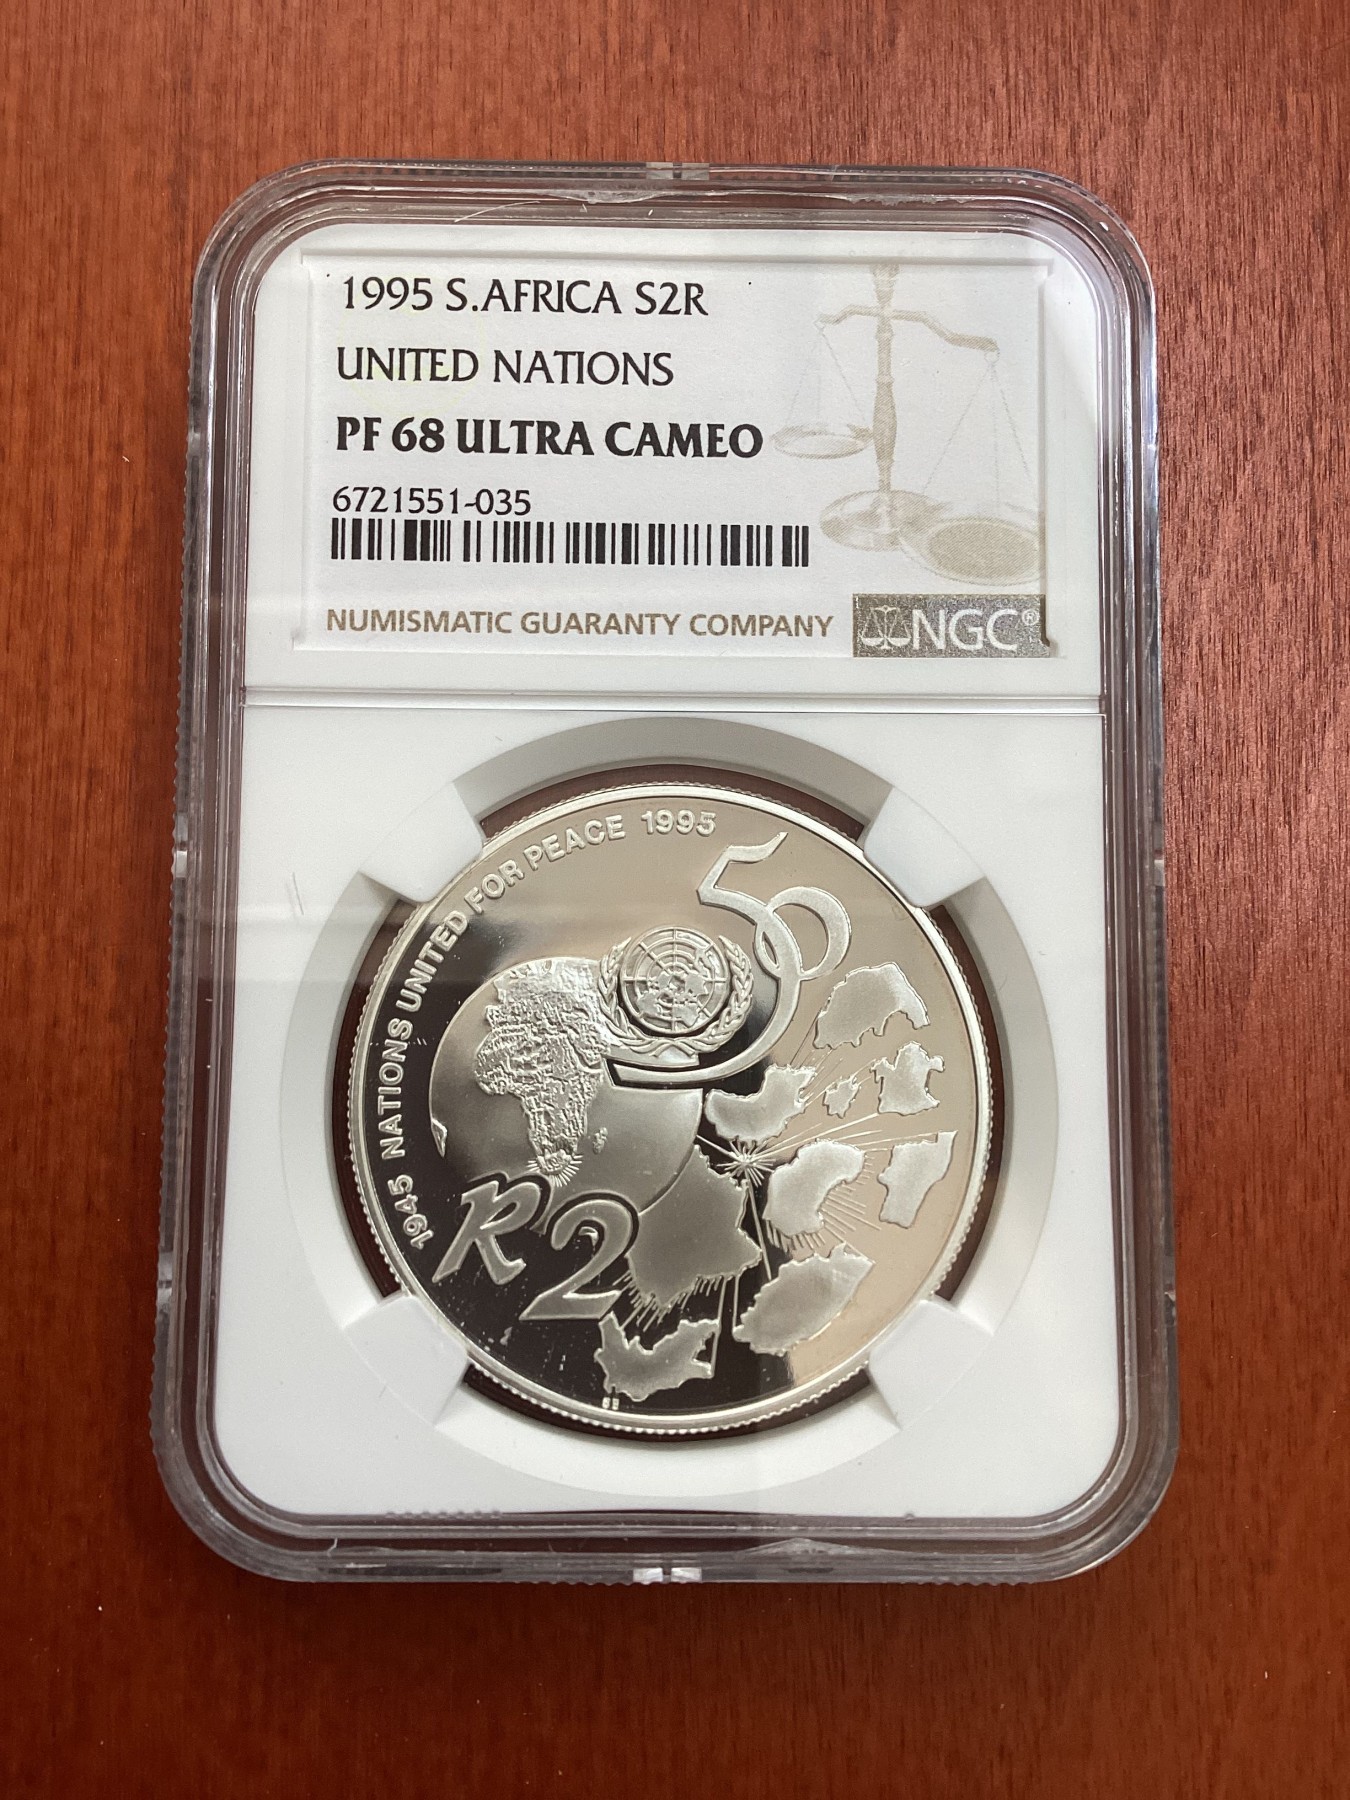 1995 S.AFRICA S2R
UNITED NATIONS
PF 68 ULTRA CAMEO
6721551-035
NUMISMATIC GUARANTY COMPANY
NGC®
1945 NATIONS UNITED FOR PEACE 1995
50
R2